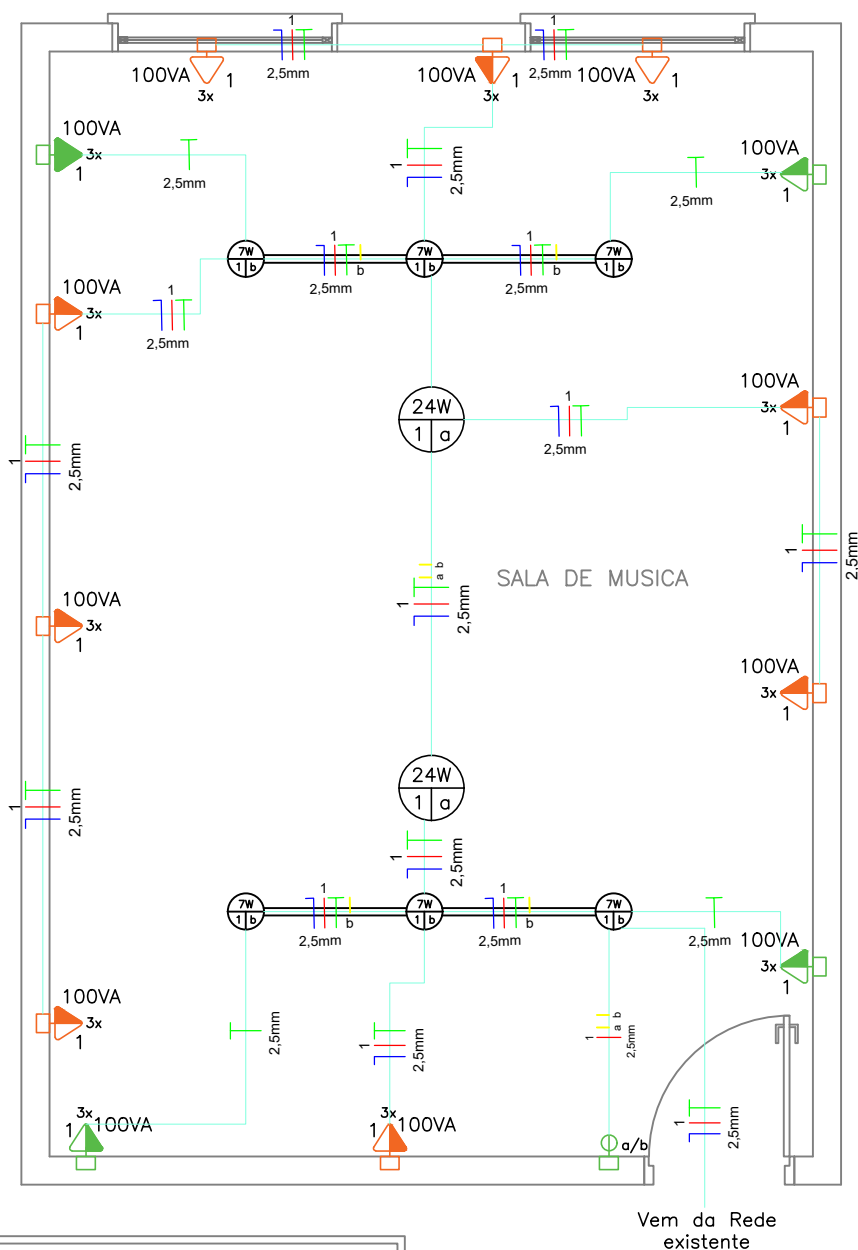 1
1
2,5mm
2,5mm
100VA 1
3x
100VA 1
3x
100VA 1
3x
100VA
3x
1
2,5mm
1
2,5mm
2,5mm
100VA
3x
1
7W
1 b
1
b
2,5mm
7W
1 b
1
b
2,5mm
7W
1 b
100VA
3x
1
1
2,5mm
24W
1 a
1
2,5mm
100VA
3x
1
1
2,5mm
1
2.5mm
a b
1
2,5mm
SALA DE MUSICA
100VA
3x
1
100VA
3x
1
1
2,5mm
24W
1 a
1
2,5mm
7W
1 b
1
b
2,5mm
7W
1 b
1
b
2,5mm
7W
1 b
2,5mm
100VA
3x
1
100VA
3x
1
2,5mm
1
2,5mm
a b
1
2,5mm
3x
1 100VA
3x
1 100VA
a/b
1
2,5mm
Vem da Rede
existente